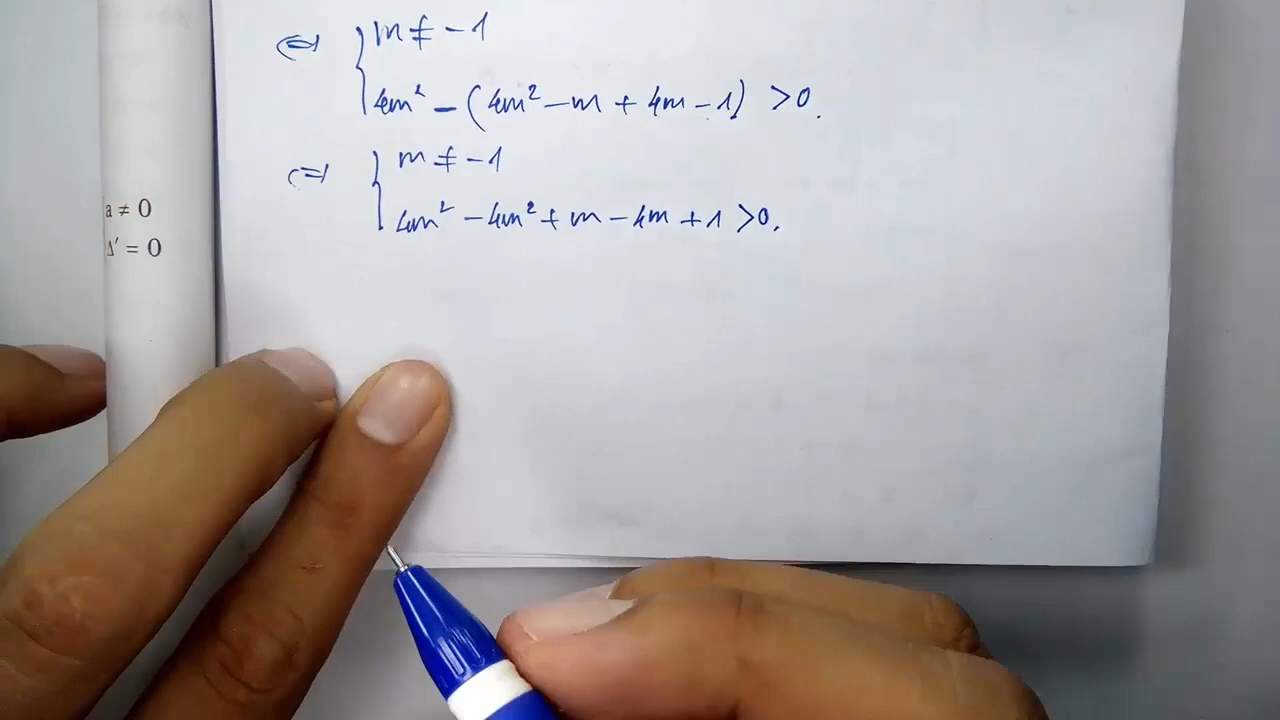 ⇔ { m ≠ -1
4m² - (4m² - m + 4m - 1) > 0.
⇔ { m ≠ -1
4m² - 4m² + m - 4m + 1 > 0.
a ≠ 0
Δ' = 0